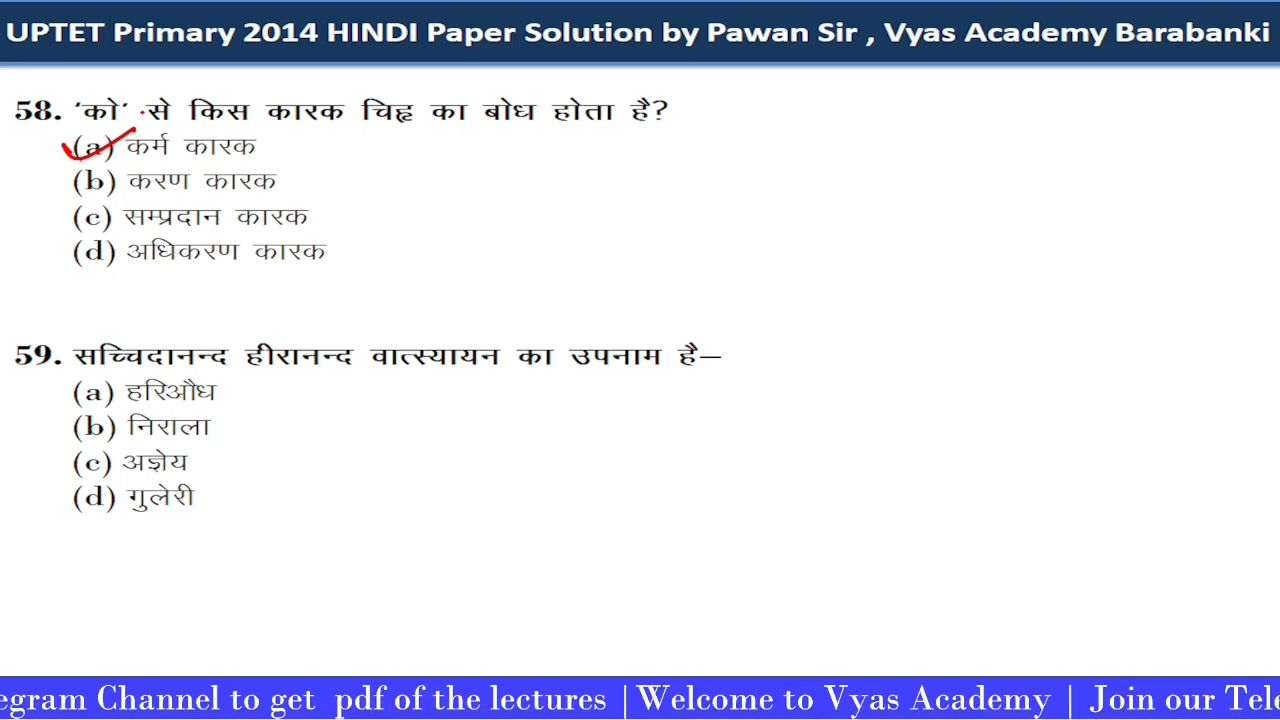 UPTET Primary 2014 HINDI Paper Solution by Pawan Sir , Vyas Academy Barabanki
58. ‘को’ से किस कारक चिह्न का बोध होता है?
(a) कर्म कारक
(b) करण कारक
(c) सम्प्रदान कारक
(d) अधिकरण कारक
59. सच्चिदानन्द हीरानन्द वात्स्यायन का उपनाम है–
(a) हरिऔध
(b) निराला
(c) अज्ञेय
(d) गुलेरी
egram Channel to get pdf of the lectures | Welcome to Vyas Academy | Join our Tele